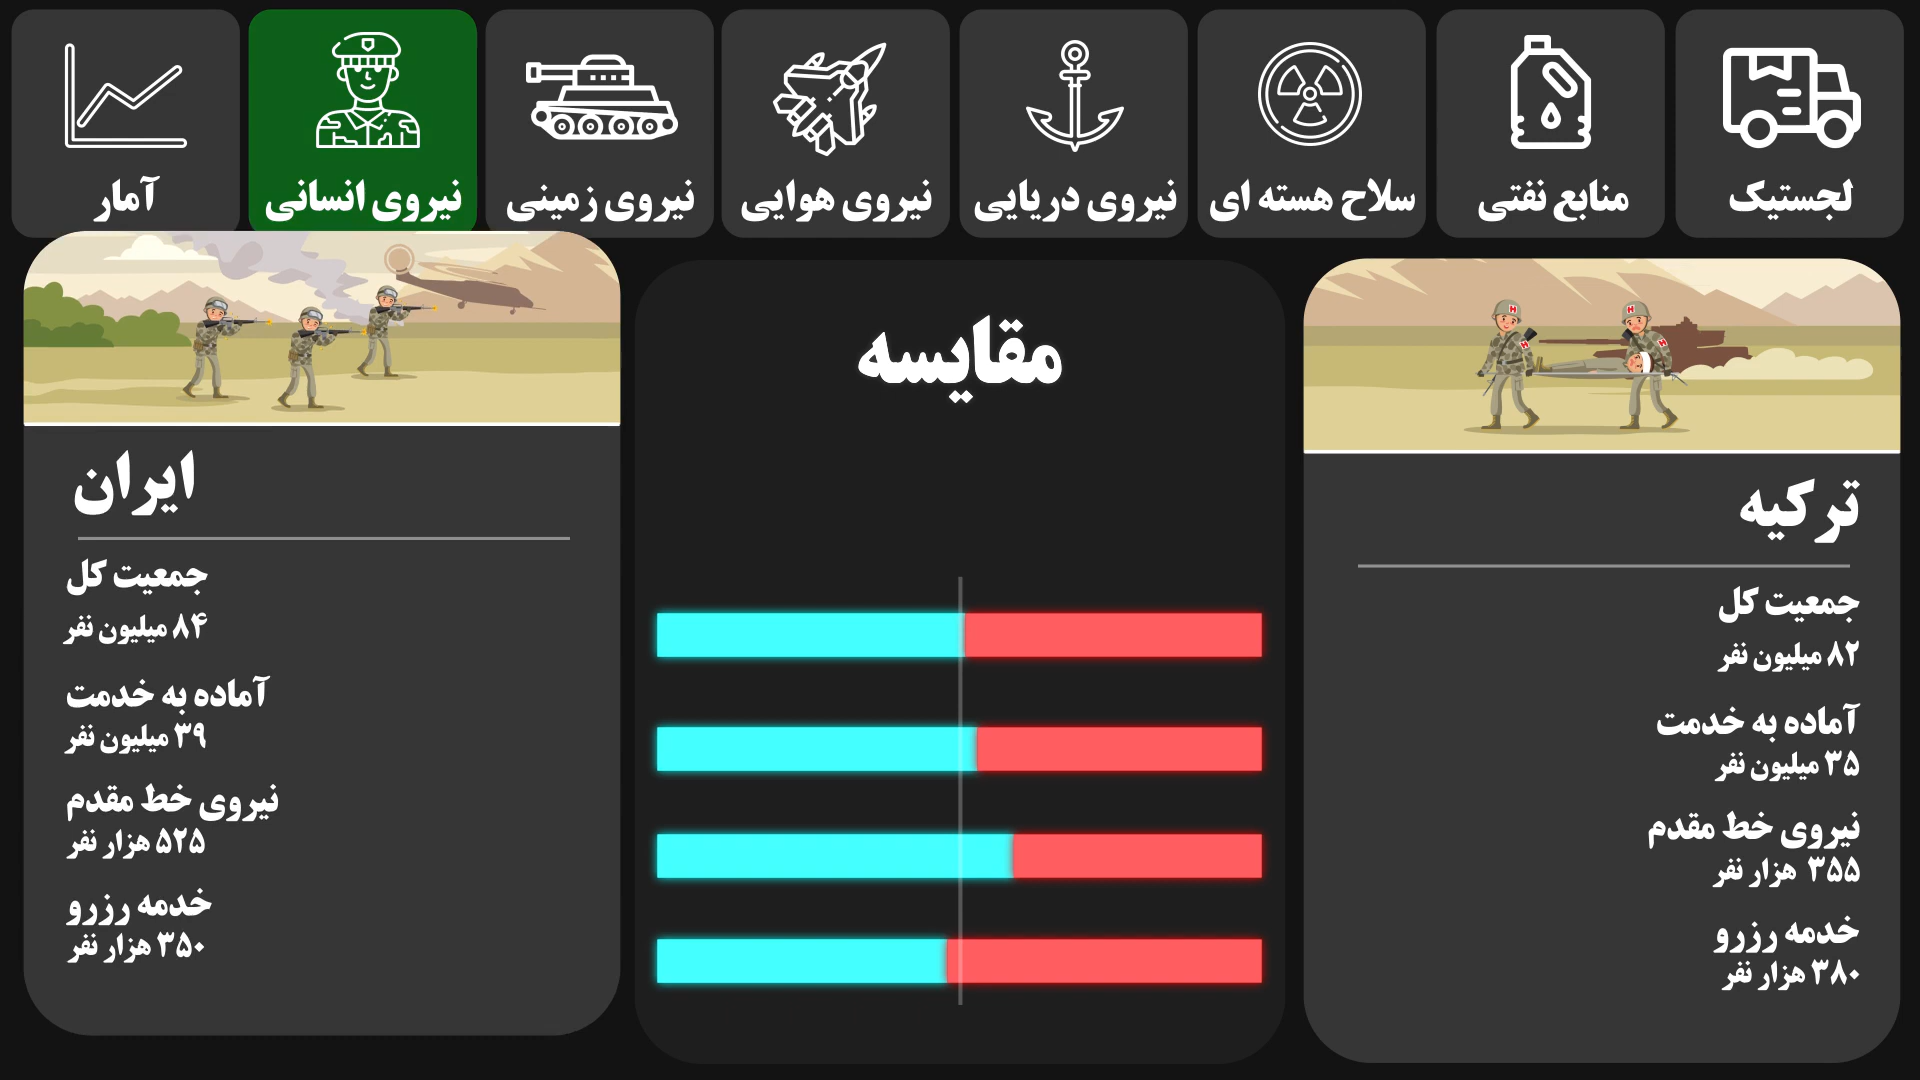 لجستیک
منابع نفتی
سلاح هسته ای
نیروی دریایی
نیروی هوایی
نیروی زمینی
نیروی انسانی
آمار
ترکیه
جمعیت کل
۸۲ میلیون نفر
آماده به خدمت
۳۵ میلیون نفر
نیروی خط مقدم
۳۵۵ هزار نفر
خدمه رزرو
۳۸۰ هزار نفر
مقایسه
ایران
جمعیت کل
۸۴ میلیون نفر
آماده به خدمت
۳۹ میلیون نفر
نیروی خط مقدم
۵۲۵ هزار نفر
خدمه رزرو
۳۵۰ هزار نفر